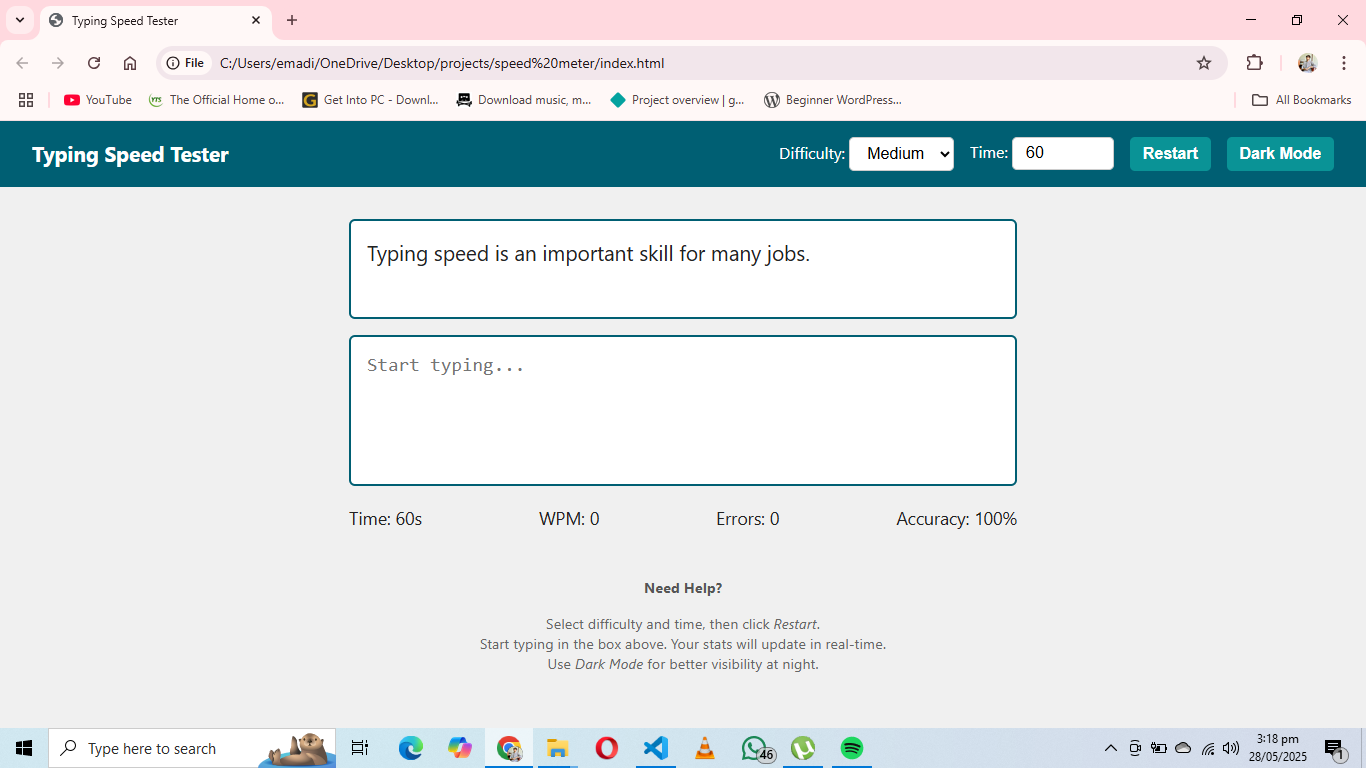 Typing Speed Tester
File
C:/Users/emadi/OneDrive/Desktop/projects/speed%20meter/index.html
YouTube
The Official Home o...
Get Into PC - Downl...
Download music, m...
Project overview | g...
Beginner WordPress...
All Bookmarks
Typing Speed Tester
Difficulty: Medium Time: 60 Restart Dark Mode
Typing speed is an important skill for many jobs.
Start typing...
Time: 60s WPM: 0 Errors: 0 Accuracy: 100%
Need Help?
Select difficulty and time, then click Restart.
Start typing in the box above. Your stats will update in real-time.
Use Dark Mode for better visibility at night.
Type here to search
46
3:18 pm
28/05/2025
1